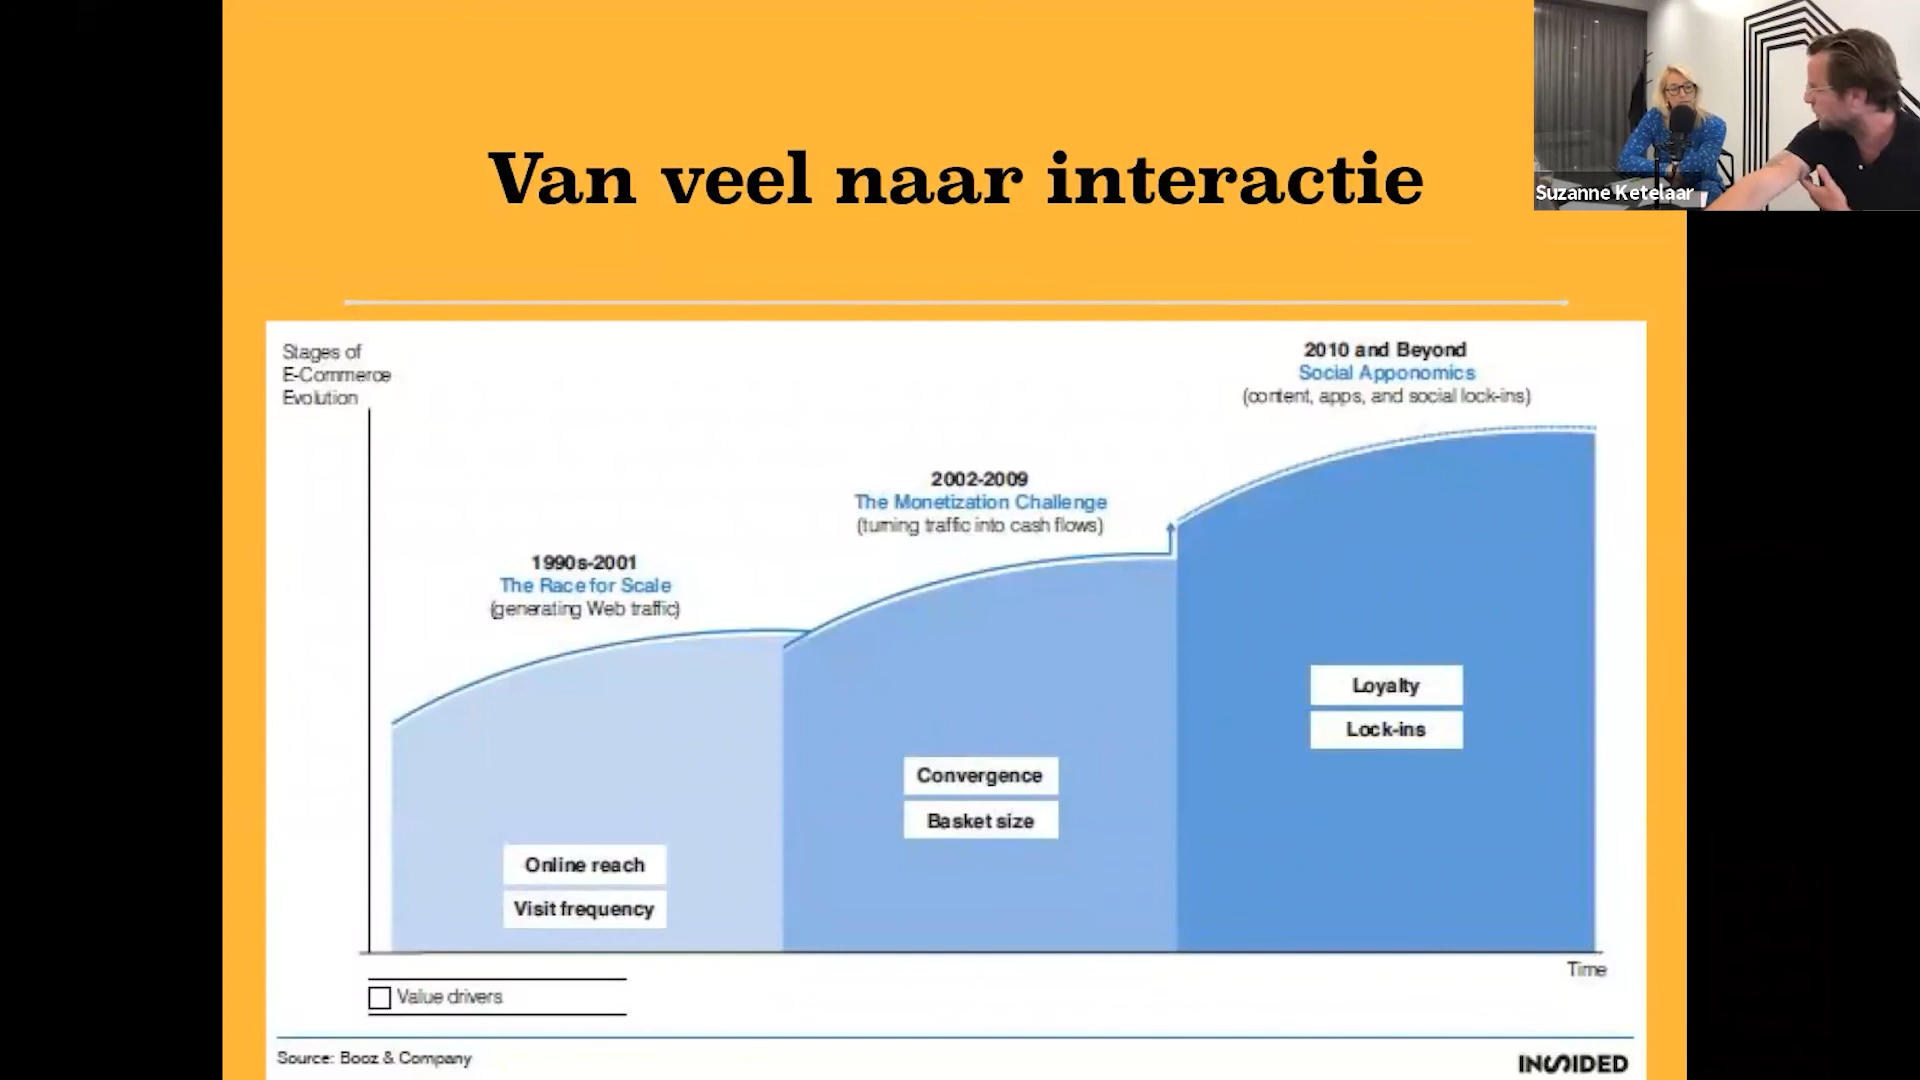 Van veel naar interactie
Suzanne Ketelaar
Stages of
E-Commerce
Evolution
2010 and Beyond
Social Apponomics
(content, apps, and social lock-ins)
2002-2009
The Monetization Challenge
(turning traffic into cash flows)
1990s-2001
The Race for Scale
(generating Web traffic)
Loyalty
Lock-ins
Convergence
Basket size
Online reach
Visit frequency
Time
Value drivers
Source: Booz & Company
INSIDED